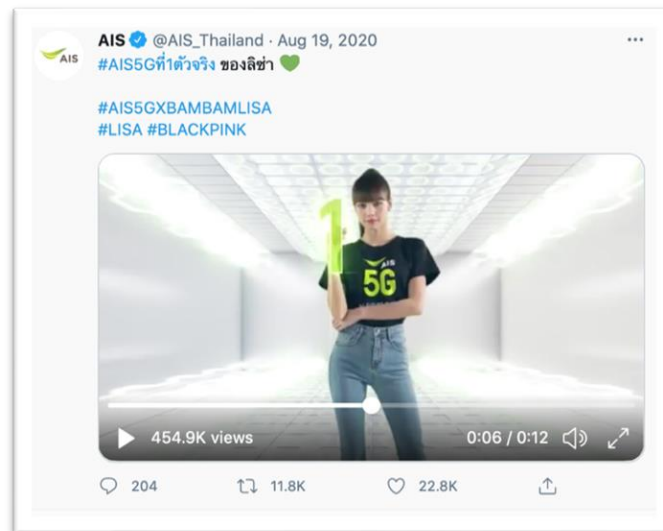 AIS @AIS_Thailand · Aug 19, 2020
AIS
#AIS5Gที่1ตัวจริง ของลิซ่า
#AIS5GXBAMBAMLISA
#LISA #BLACKPINK
1
AIS
5G
454.9K views
0:06 / 0:12
204
11.8K
22.8K